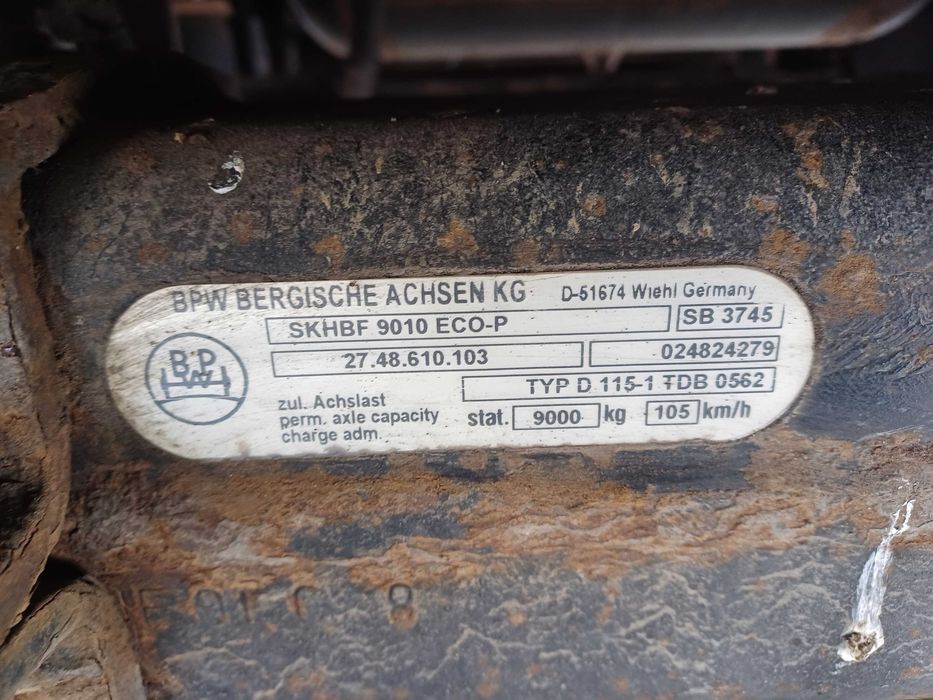 BPW BERGISCHE ACHSEN KG D-51674 Wiehl Germany
SKHBF 9010 ECO-P SB 3745
27.48.610.103 024824279
TYP D 115-1 TDB 0562
BPW
zul. Achslast
perm. axle capacity stat. 9000 kg 105 km/h
charge adm.